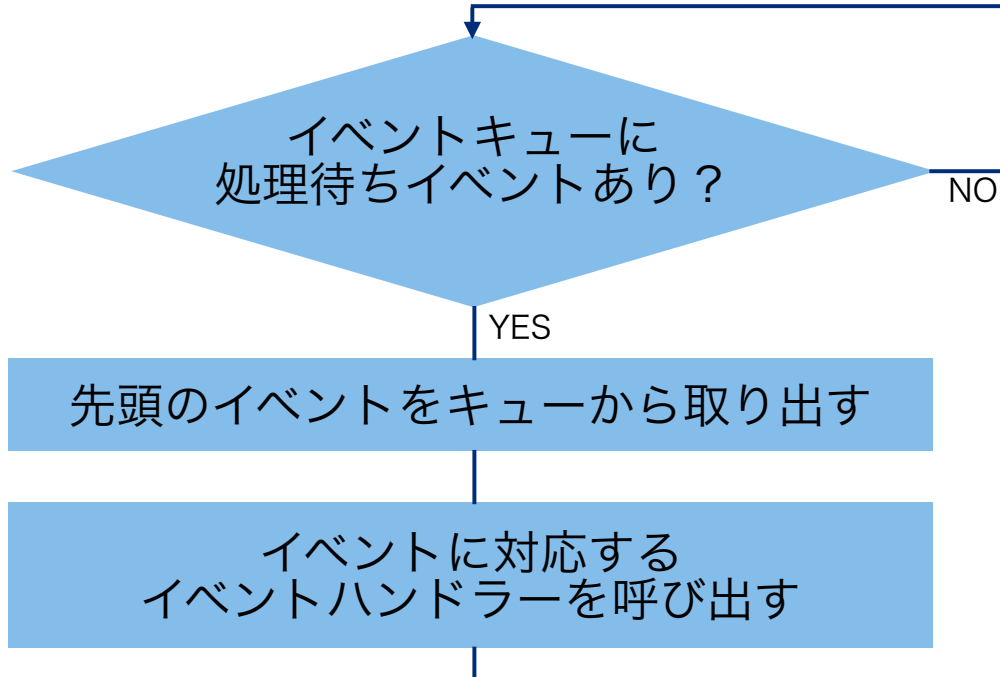 イベントキューに
処理待ちイベントあり？
NO
YES
先頭のイベントをキューから取り出す
イベントに対応する
イベントハンドラーを呼び出す